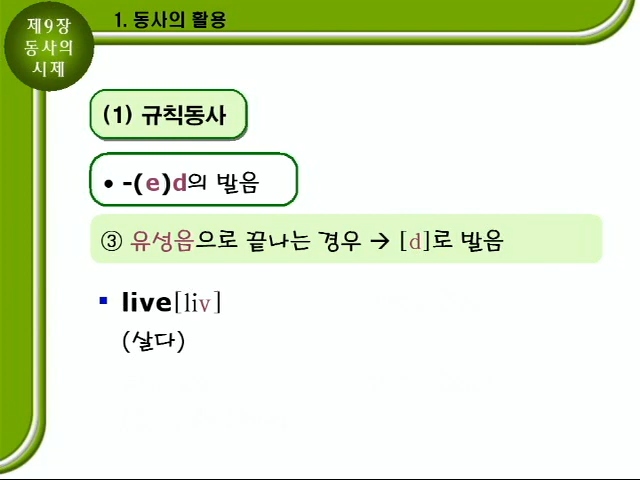 제9장
동사의
시제
1. 동사의 활용
(1) 규칙동사
• -(e)d의 발음
③ 유성음으로 끝나는 경우 → [d]로 발음
▪ live[liv]
(살다)